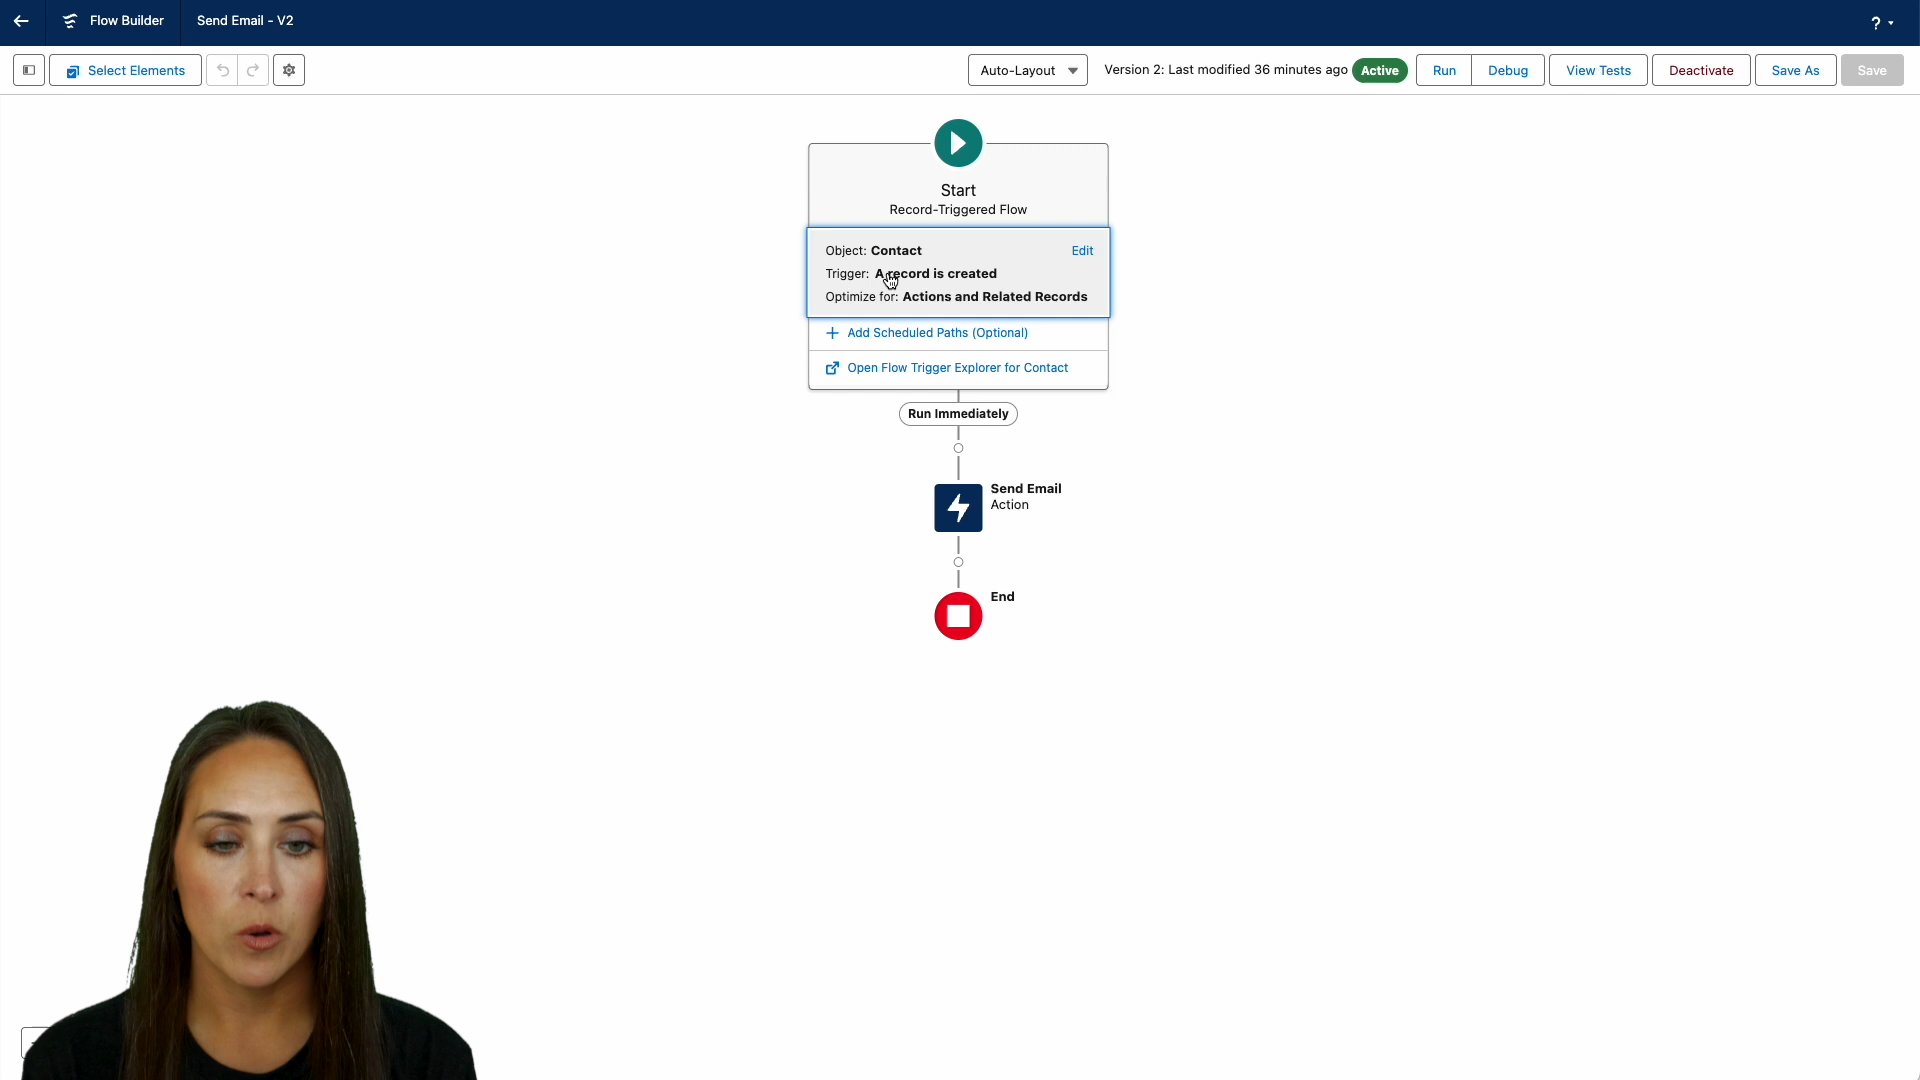 Flow Builder
Send Email - V2
?
Select Elements
Auto-Layout
Version 2: Last modified 36 minutes ago
Active
Run
Debug
View Tests
Deactivate
Save As
Save
Start
Record-Triggered Flow
Object: Contact
Edit
Trigger: A record is created
Optimize for: Actions and Related Records
Add Scheduled Paths (Optional)
Open Flow Trigger Explorer for Contact
Run Immediately
Send Email
Action
End